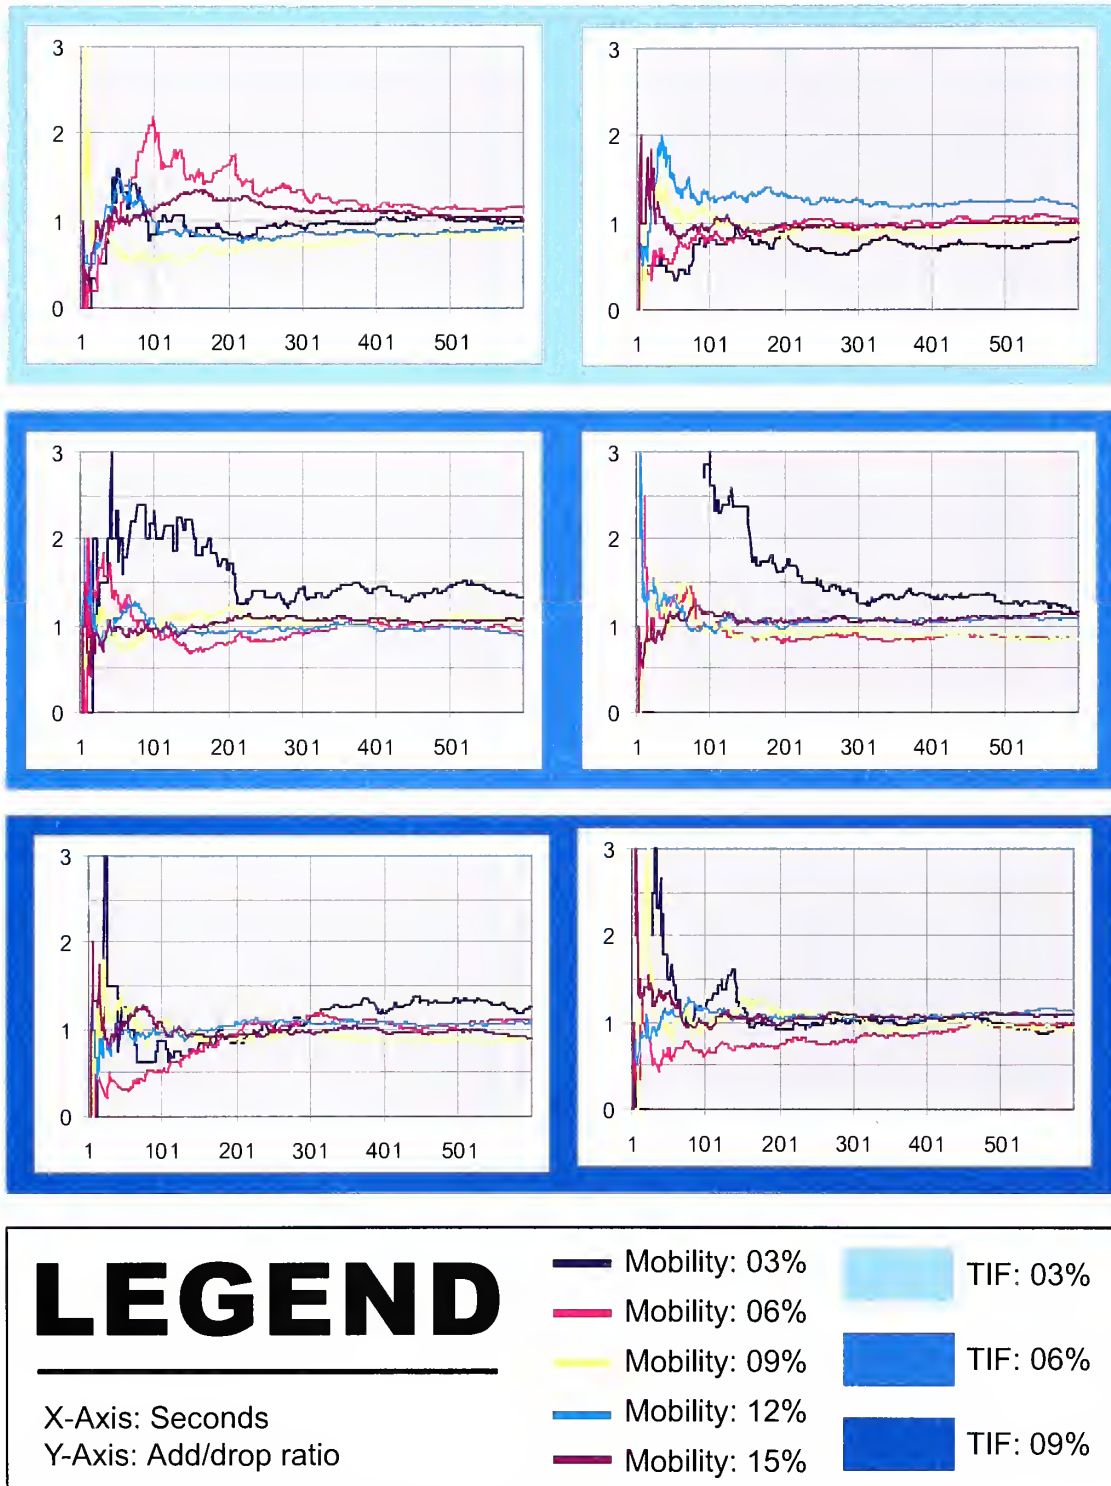 3
2
1
0
1 101 201 301 401 501
3
2
1
0
1 101 201 301 401 501
3
2
1
0
1 101 201 301 401 501
3
2
1
0
1 101 201 301 401 501
3
2
1
0
1 101 201 301 401 501
3
2
1
0
1 101 201 301 401 501
LEGEND
X-Axis: Seconds
Y-Axis: Add/drop ratio
Mobility: 03%
Mobility: 06%
Mobility: 09%
Mobility: 12%
Mobility: 15%
TIF: 03%
TIF: 06%
TIF: 09%